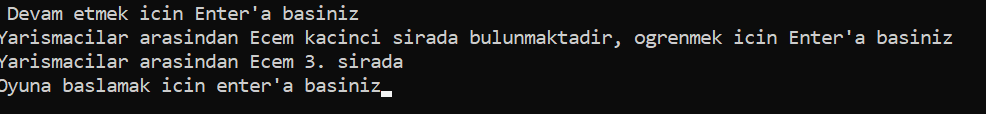 Devam etmek icin Enter'a basiniz
Yarismacilar arasindan Ecem kacinci sirada bulunmaktadir, ogrenmek icin Enter'a basiniz
Yarismacilar arasindan Ecem 3. sirada
Oyuna baslamak icin enter'a basiniz